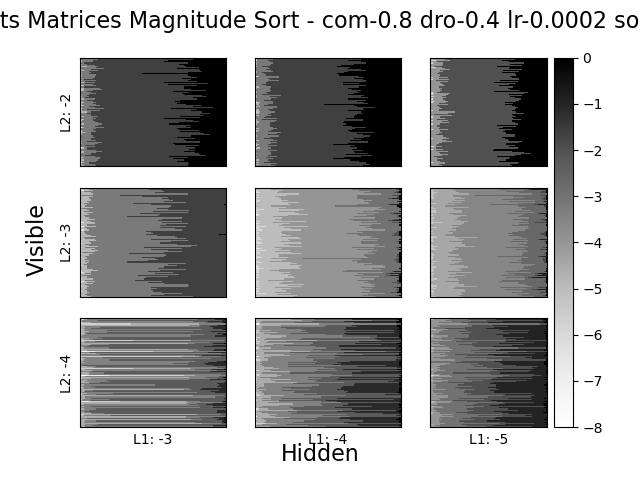 ts Matrices Magnitude Sort - com-0.8 dro-0.4 lr-0.0002 so
L2: -2
L2: -3
L2: -4
Visible
L1: -3
L1: -4
L1: -5
Hidden
0
−1
−2
−3
−4
−5
−6
−7
−8